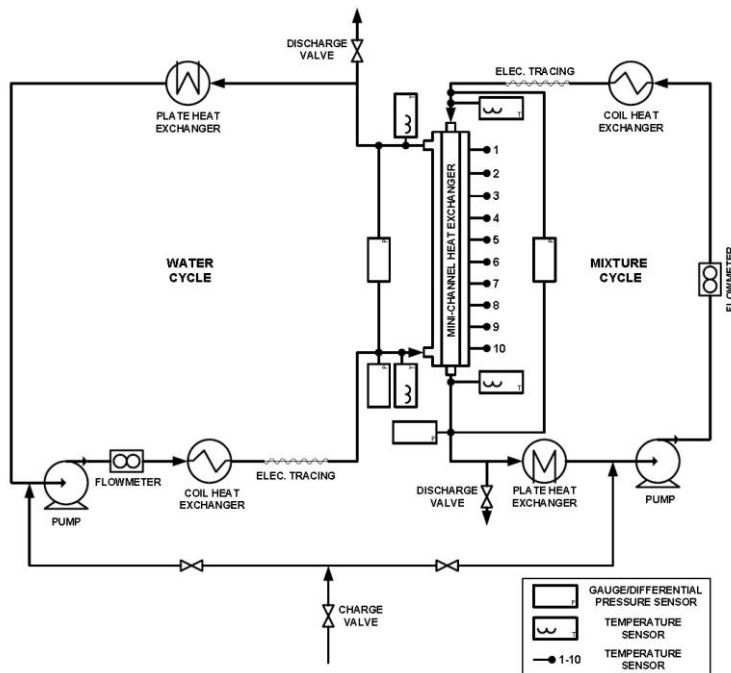 DISCHARGE
VALVE
PLATE HEAT
EXCHANGER
T
ELEC. TRACING
T
COIL HEAT
EXCHANGER
MINI-CHANNEL HEAT EXCHANGER
1
2
3
4
5
6
7
8
9
10
P
P
WATER
CYCLE
MIXTURE
CYCLE
FLOWMETER
P
T
T
P
PUMP
FLOWMETER
COIL HEAT
EXCHANGER
ELEC. TRACING
DISCHARGE
VALVE
PLATE HEAT
EXCHANGER
PUMP
CHARGE
VALVE
P
GAUGE/DIFFERENTIAL
PRESSURE SENSOR
T
TEMPERATURE
SENSOR
1-10
TEMPERATURE
SENSOR